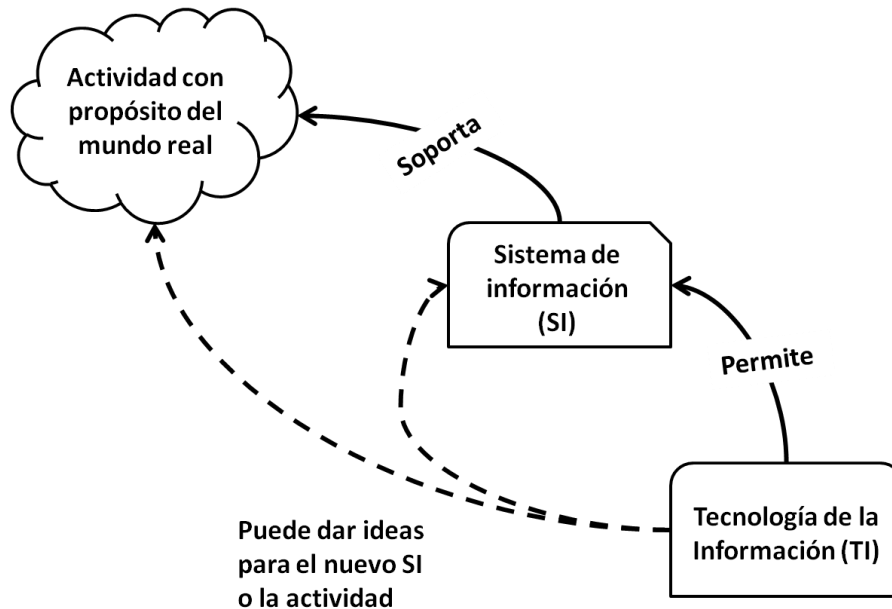 Actividad con
propósito del
mundo real
Soporta
Sistema de
información
(SI)
Permite
Tecnología de la
Información (TI)
Puede dar ideas
para el nuevo SI
o la actividad